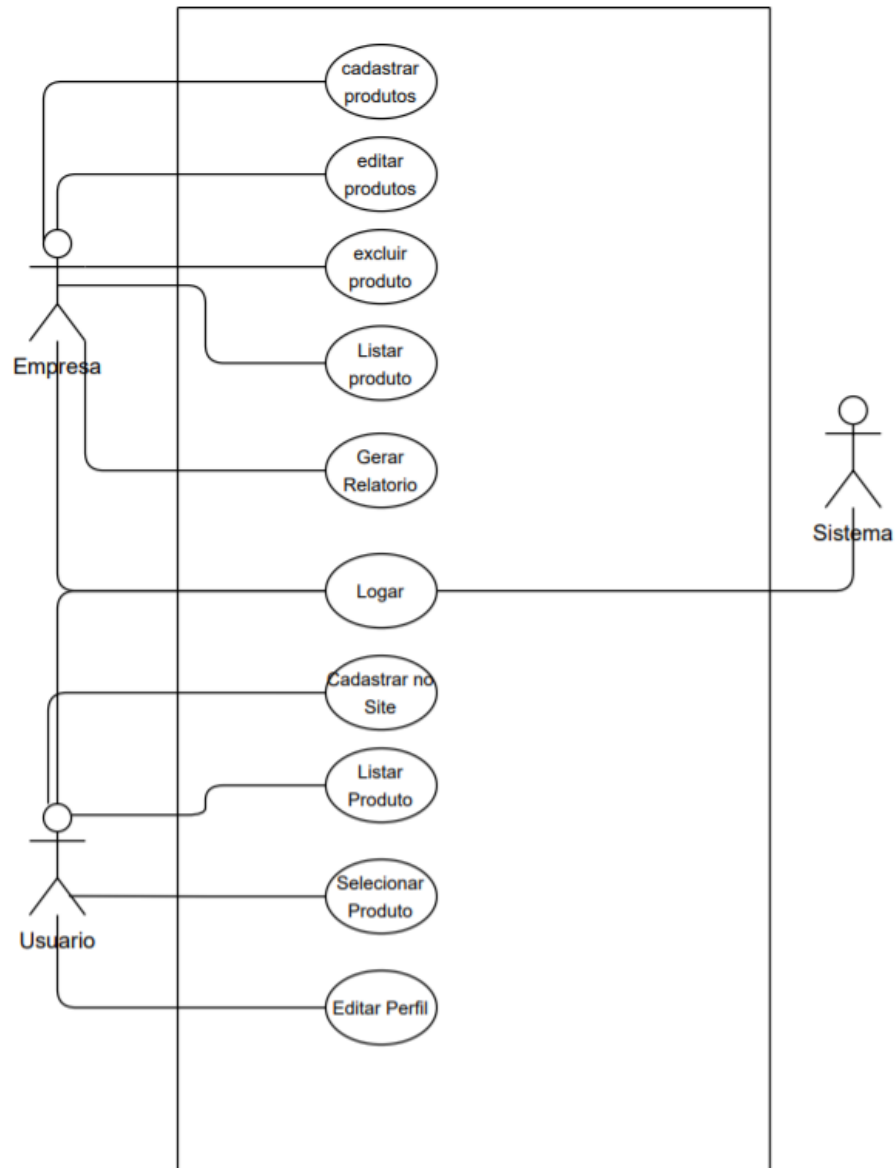 cadastrar
produtos
editar
produtos
excluir
produto
Listar
produto
Empresa
Gerar
Relatorio
Sistema
Logar
Cadastrar no
Site
Listar
Produto
Selecionar
Produto
Usuario
Editar Perfil